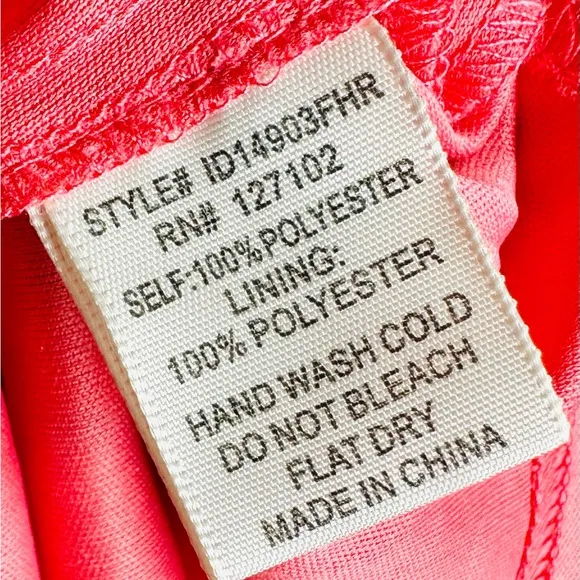 STYLE# ID14903FHR
RN# 127102
SELF:100%POLYESTER
LINING:
100% POLYESTER
HAND WASH COLD
DO NOT BLEACH
FLAT DRY
MADE IN CHINA